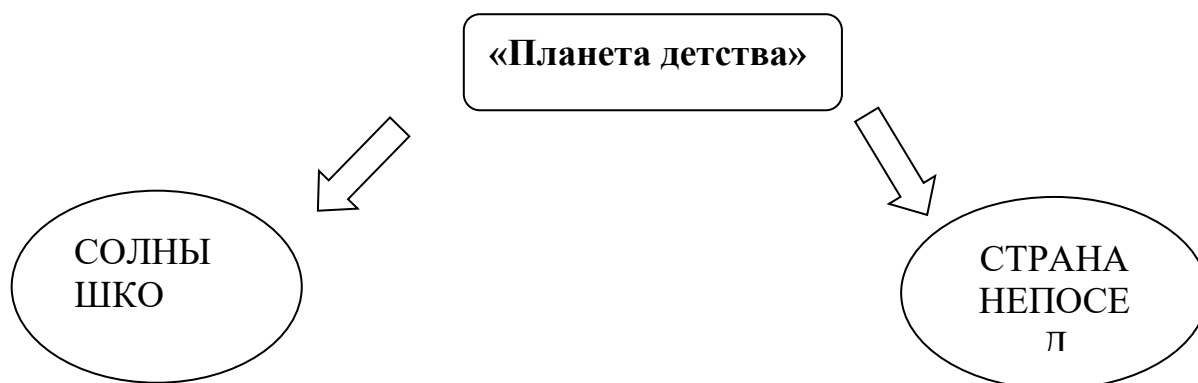 «Планета детства»
СОЛНЫ
ШКО
СТРАНА
НЕПОСЕ
Д